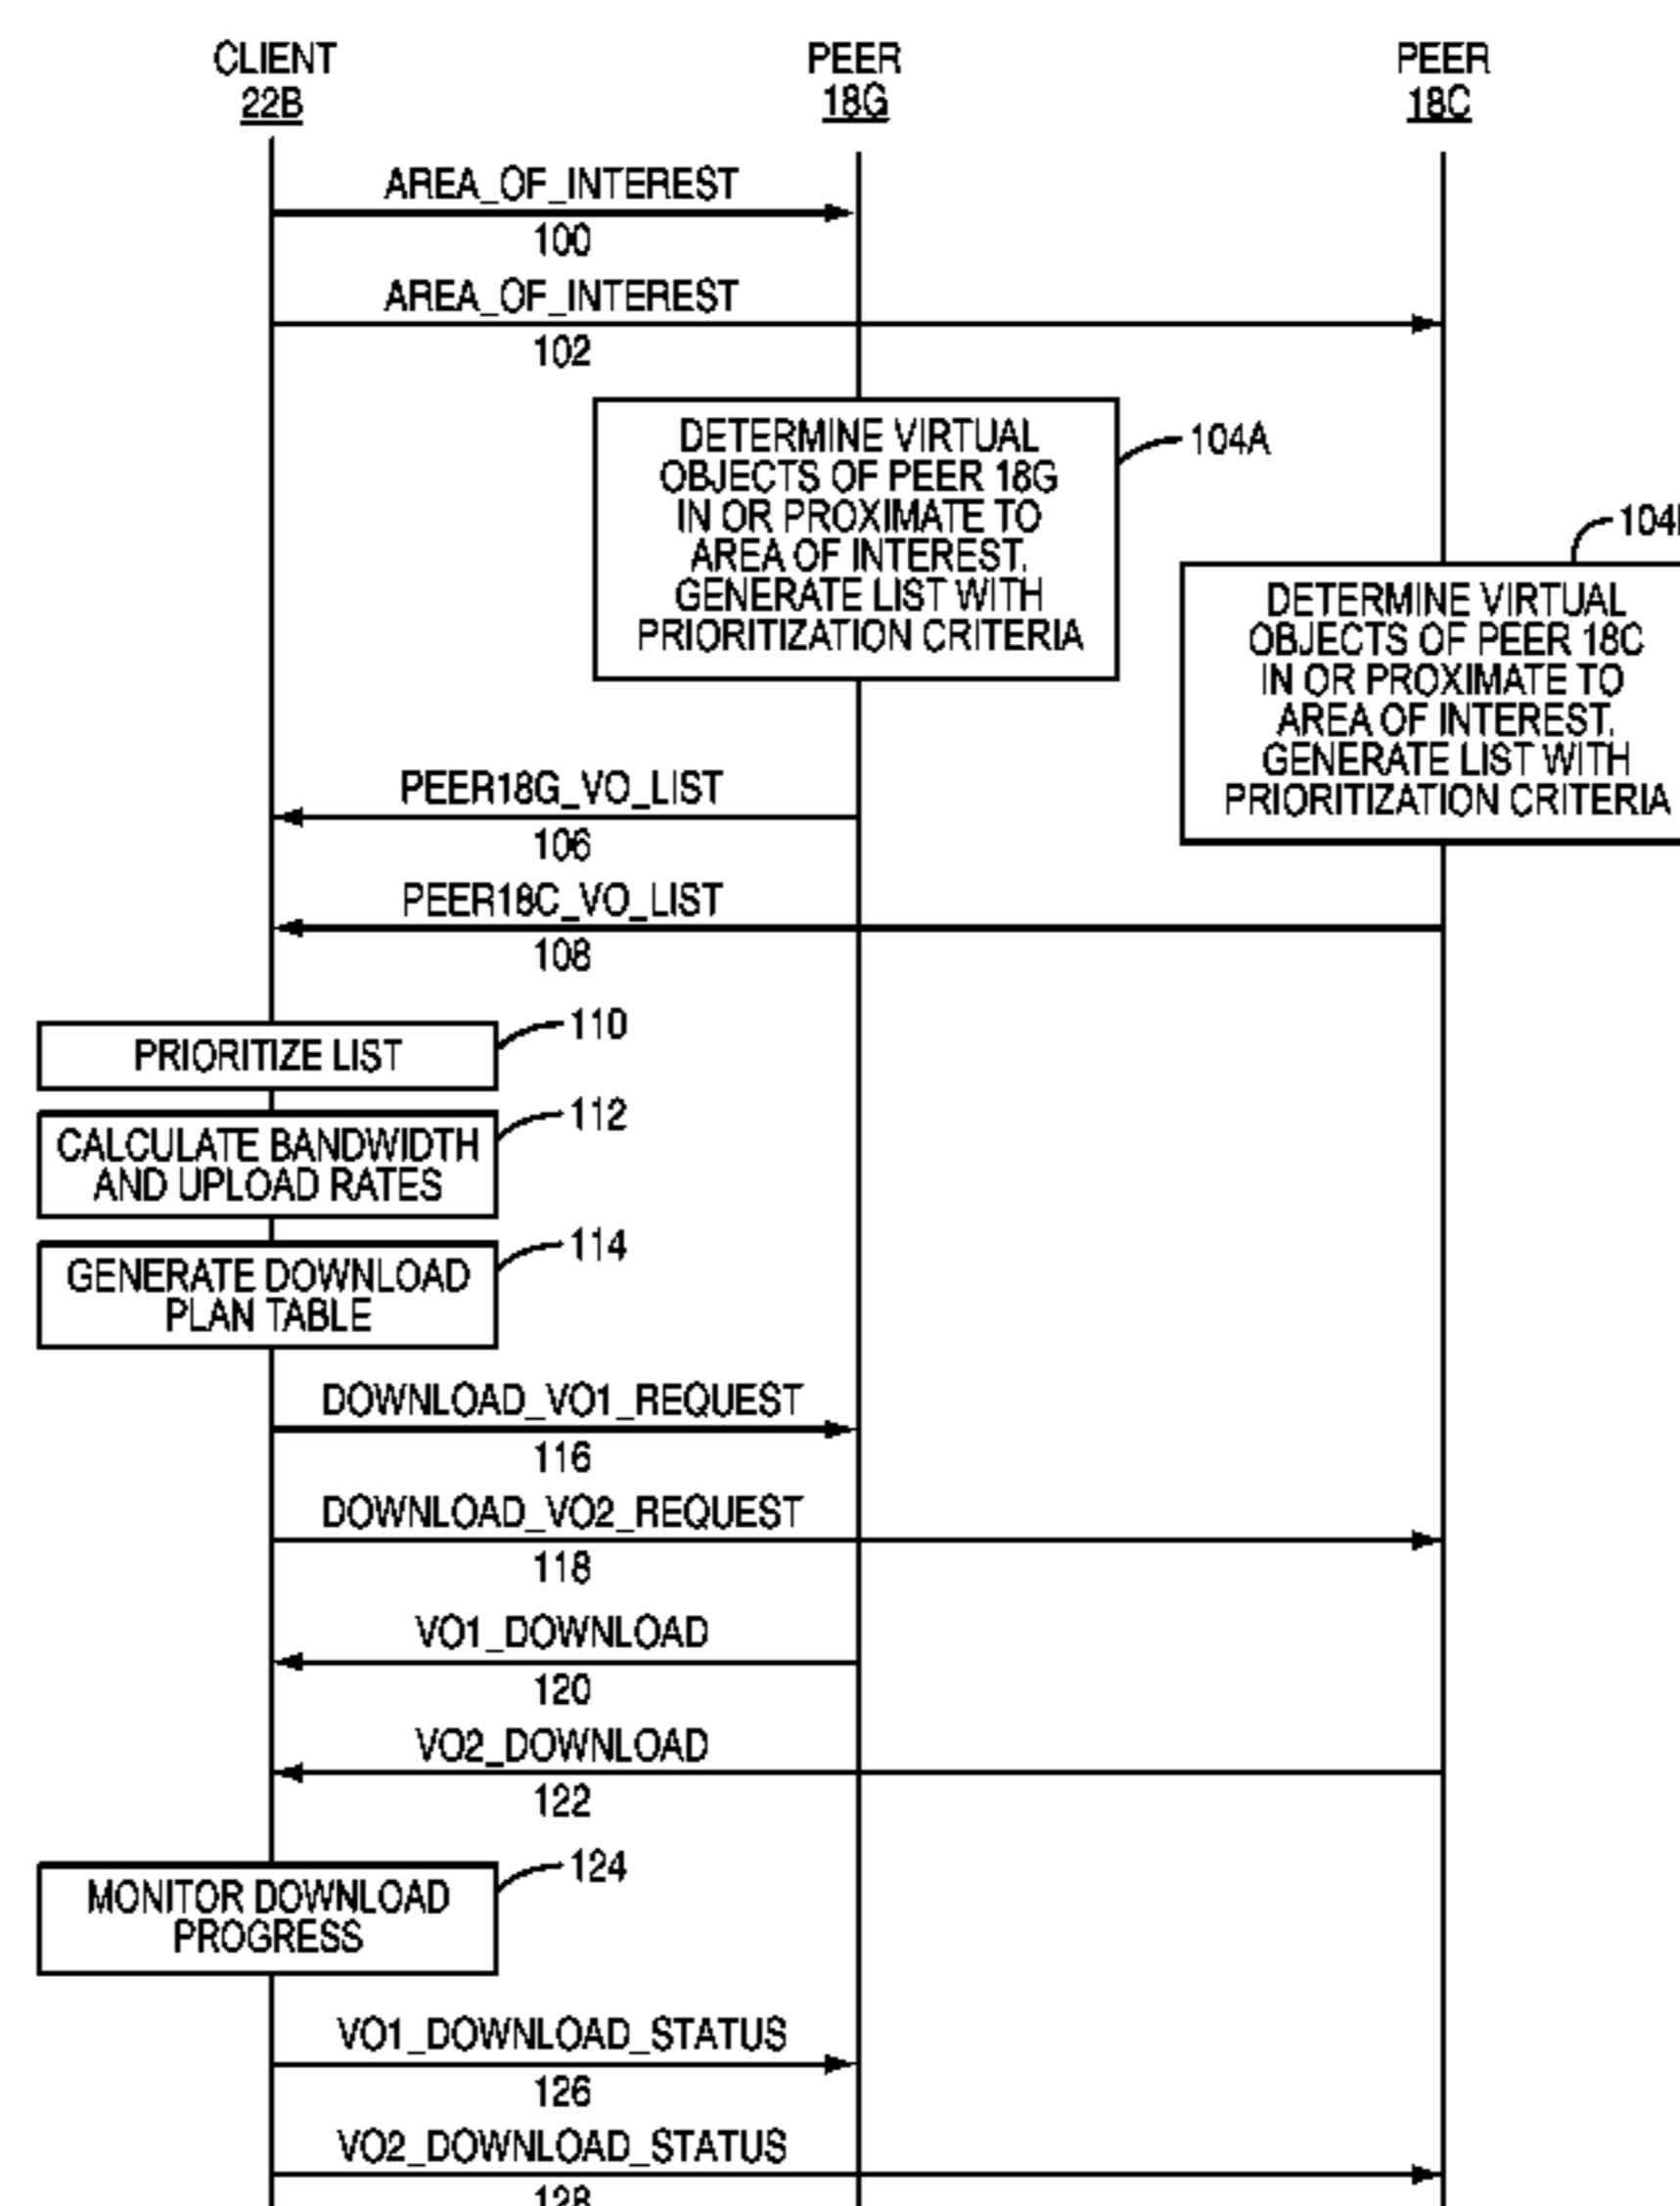 CLIENT
22B
PEER
18G
PEER
18C
AREA_OF_INTEREST
100
AREA_OF_INTEREST
102
DETERMINE VIRTUAL
OBJECTS OF PEER 18G
IN OR PROXIMATE TO
AREA OF INTEREST.
GENERATE LIST WITH
PRIORITIZATION CRITERIA
104A
DETERMINE VIRTUAL
OBJECTS OF PEER 18C
IN OR PROXIMATE TO
AREA OF INTEREST.
GENERATE LIST WITH
PRIORITIZATION CRITERIA
PEER18G_VO_LIST
106
PEER18C_VO_LIST
108
PRIORITIZE LIST
110
CALCULATE BANDWIDTH
AND UPLOAD RATES
112
GENERATE DOWNLOAD
PLAN TABLE
114
DOWNLOAD_VO1_REQUEST
116
DOWNLOAD_VO2_REQUEST
118
VO1_DOWNLOAD
120
VO2_DOWNLOAD
122
MONITOR DOWNLOAD
PROGRESS
124
VO1_DOWNLOAD_STATUS
126
VO2_DOWNLOAD_STATUS
128